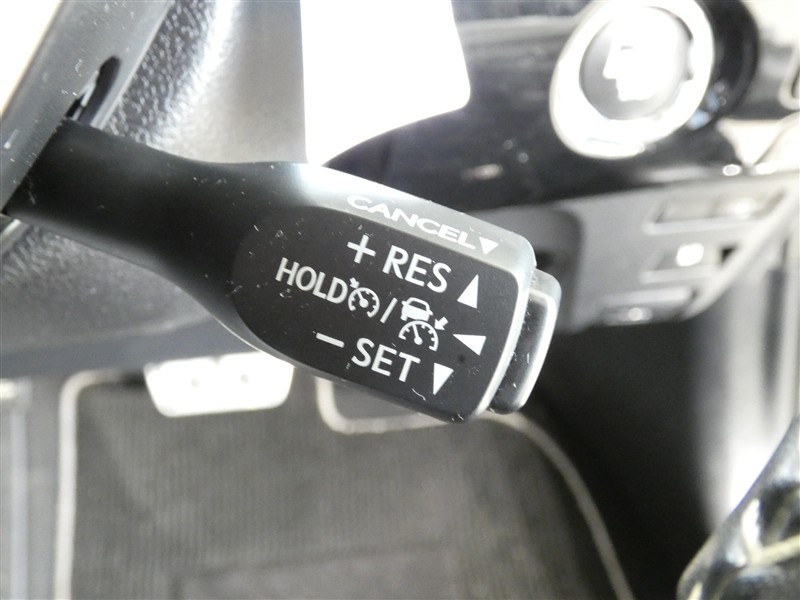 CANCEL▼
+ RES ▲
HOLD / ◀
− SET ▼